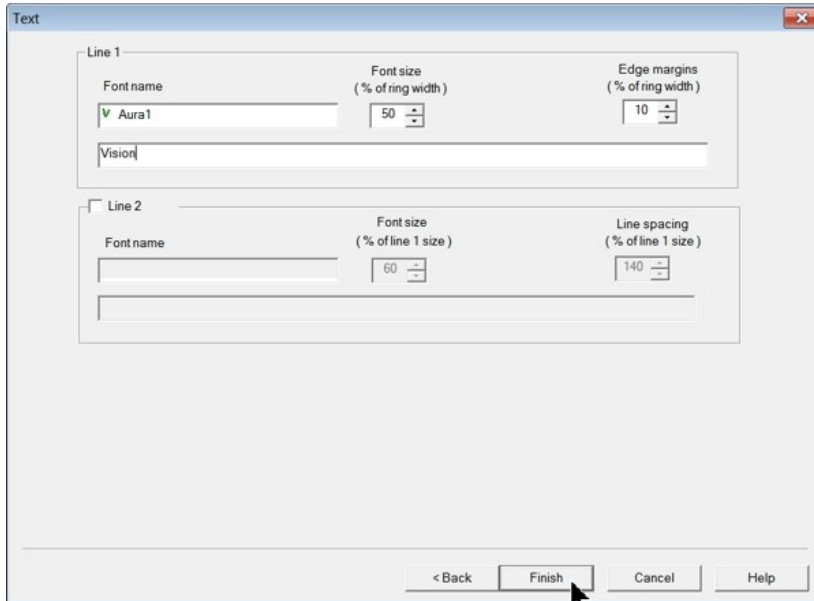 Text
Line 1
Font name
Font size
( % of ring width )
Edge margins
( % of ring width )
V Aura1
50
10
Vision
Line 2
Font name
Font size
( % of line 1 size )
Line spacing
( % of line 1 size )
60
140
< Back
Finish
Cancel
Help